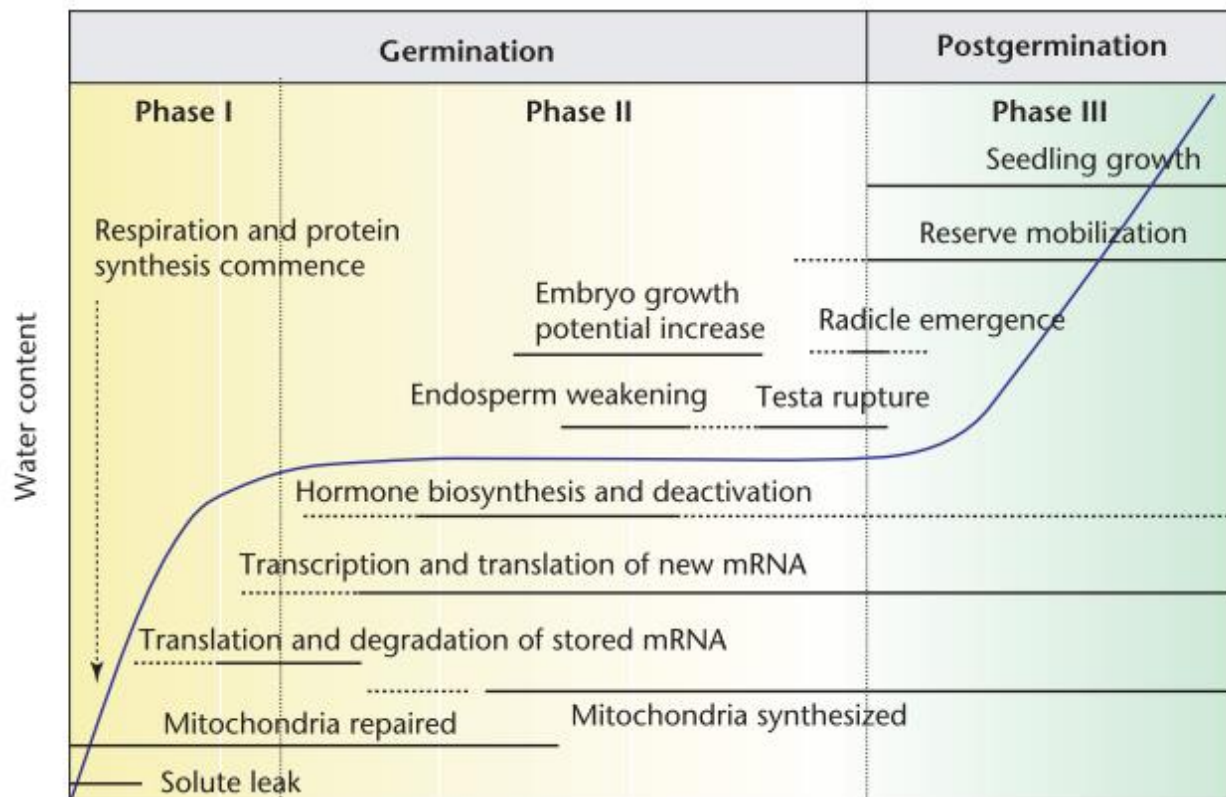 Germination
Postgermination
Phase I
Phase II
Phase III
Seedling growth
Respiration and protein
synthesis commence
Reserve mobilization
Embryo growth
potential increase
Radicle emergence
Endosperm weakening
Testa rupture
Water content
Hormone biosynthesis and deactivation
Transcription and translation of new mRNA
Translation and degradation of stored mRNA
Mitochondria repaired
Mitochondria synthesized
Solute leak